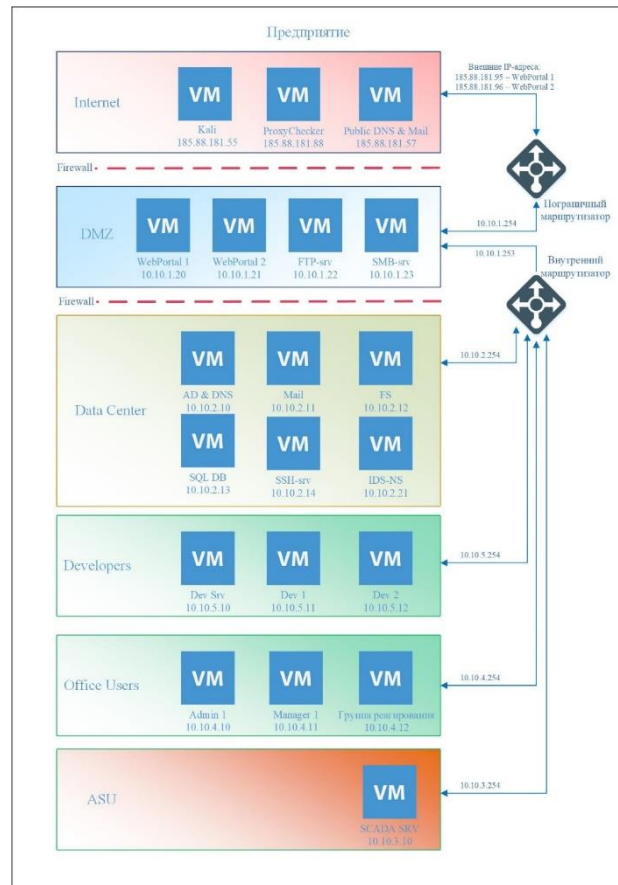 Предприятие
Внешние IP-адреса:
185.88.181.95 – WebPortal 1
185.88.181.96 – WebPortal 2
Internet
VM
VM
VM
Kali
185.88.181.55
ProxyChecker
185.88.181.88
Public DNS & Mail
185.88.181.57
Firewall
Пограничный
маршрутизатор
DMZ
VM
VM
VM
VM
WebPortal 1
10.10.1.20
WebPortal 2
10.10.1.21
FTP-srv
10.10.1.22
SMB-srv
10.10.1.23
10.10.1.254
10.10.1.253
Внутренний
маршрутизатор
Firewall
Data Center
VM
VM
VM
AD & DNS
10.10.2.10
Mail
10.10.2.11
FS
10.10.2.12
VM
VM
VM
SQL DB
10.10.2.13
SSH-srv
10.10.2.14
IDS-NS
10.10.2.21
10.10.2.254
Developers
VM
VM
VM
Dev Srv
10.10.5.10
Dev 1
10.10.5.11
Dev 2
10.10.5.12
10.10.5.254
Office Users
VM
VM
VM
Admin 1
10.10.4.10
Manager 1
10.10.4.11
Группа реагирования
10.10.4.12
10.10.4.254
ASU
VM
SCADA SRV
10.10.3.10
10.10.3.254